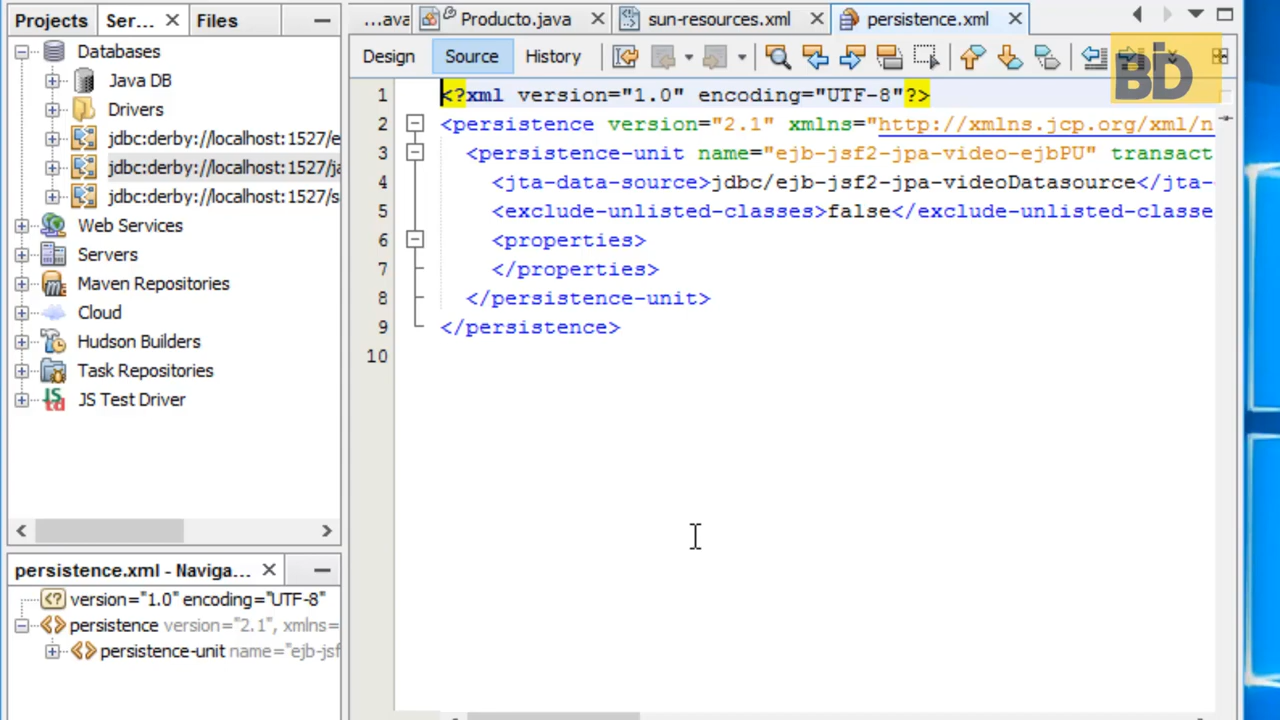 Projects
Ser...
Files
...ava
Producto.java
sun-resources.xml
persistence.xml
Design
Source
History
BID
Databases
Java DB
Drivers
jdbc:derby://localhost:1527/e
jdbc:derby://localhost:1527/ja
jdbc:derby://localhost:1527/s
Web Services
Servers
Maven Repositories
Cloud
Hudson Builders
Task Repositories
JS Test Driver
1 <?xml version="1.0" encoding="UTF-8"?>
2 <persistence version="2.1" xmlns="http://xmlns.jcp.org/xml/n
3 <persistence-unit name="ejb-jsf2-jpa-video-ejbPU" transact
4 <jta-data-source>jdbc/ejb-jsf2-jpa-videoDatasource</jta-
5 <exclude-unlisted-classes>false</exclude-unlisted-classe
6 <properties>
7 </properties>
8 </persistence-unit>
9 </persistence>
10
persistence.xml - Naviga...
version="1.0" encoding="UTF-8"
persistence version="2.1", xmlns=
persistence-unit name="ejb-jsf